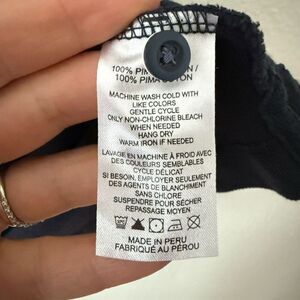 100% PIMA COTTON /
100% PIMA COTTON
MACHINE WASH COLD WITH
LIKE COLORS
GENTLE CYCLE
ONLY NON-CHLORINE BLEACH
WHEN NEEDED
HANG DRY
WARM IRON IF NEEDED
LAVAGE EN MACHINE À FROID AVEC
DES COULEURS SEMBLABLES
CYCLE DÉLICAT
SI BESOIN, EMPLOYER SEULEMENT
DES AGENTS DE BLANCHIMENT
SANS CHLORE
SUSPENDRE POUR SÉCHER
REPASSAGE MOYEN
MADE IN PERU
FABRIQUÉ AU PÉROU